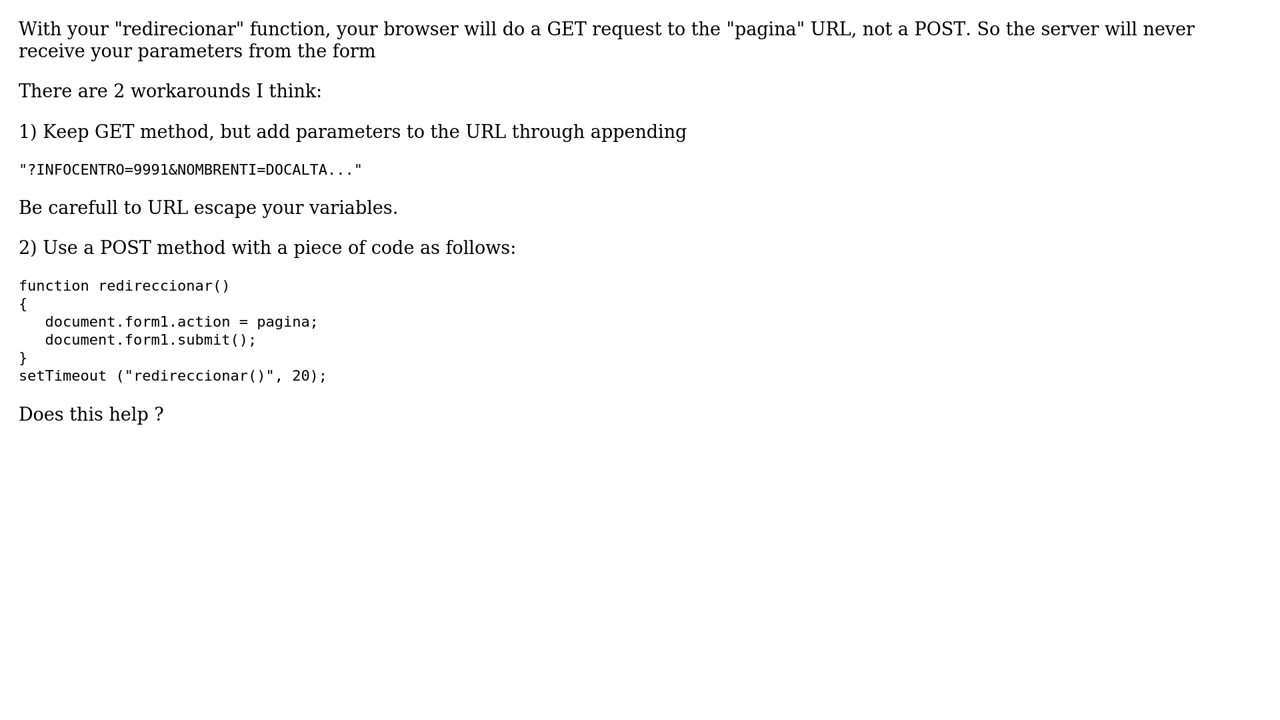 With your "redirecionar" function, your browser will do a GET request to the "pagina" URL, not a POST. So the server will never
receive your parameters from the form
There are 2 workarounds I think:
1) Keep GET method, but add parameters to the URL through appending
"?INFOCENTRO=9991&NOMBRENTI=DOCALTA..."
Be carefull to URL escape your variables.
2) Use a POST method with a piece of code as follows:
function redireccionar()
{
   document.form1.action = pagina;
   document.form1.submit();
}
setTimeout ("redireccionar()", 20);
Does this help ?